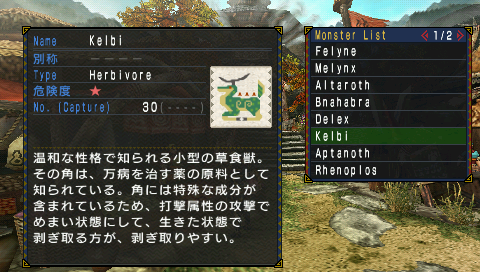 Name Kelbi
別称 － － － －
Type Herbivore
危険度 ★
No. (Capture) 30(----)
温和な性格で知られる小型の草食獣。
その角は、万病を治す薬の原料として
知られている。角には特殊な成分が
含まれているため、打撃属性の攻撃で
めまい状態にして、生きた状態で
剥ぎ取る方が、剥ぎ取りやすい。
Monster List 1/2
Felyne
Melynx
Altaroth
Bnahabra
Delex
Kelbi
Aptanoth
Rhenoplos